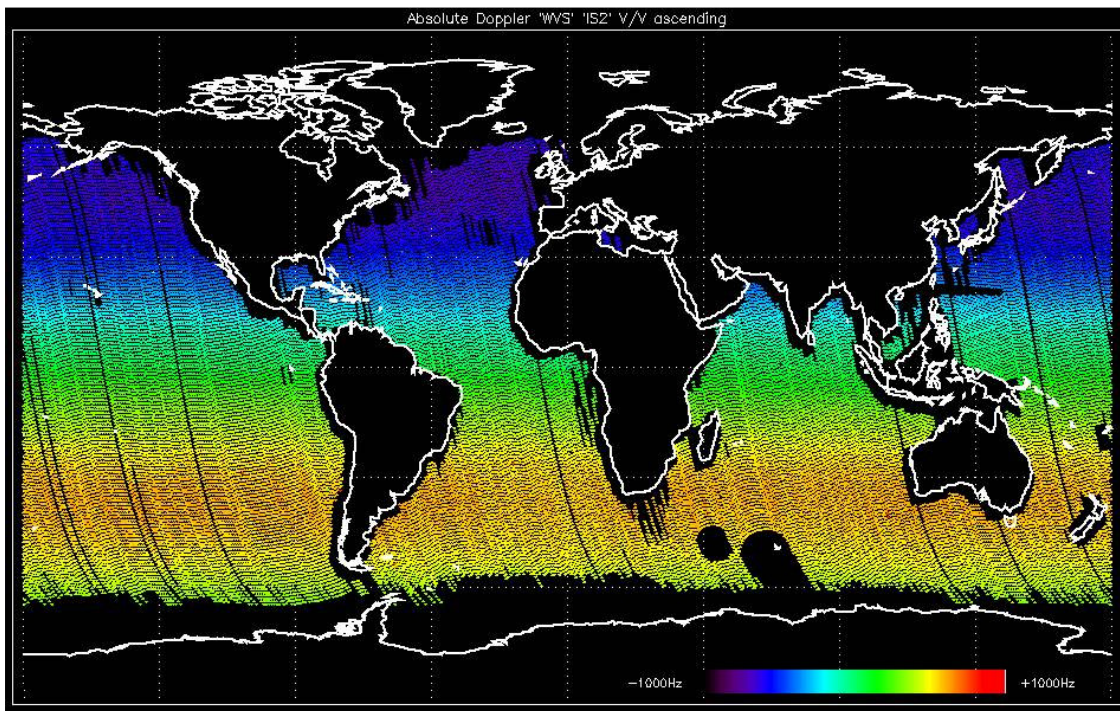 Absolute Doppler 'WVS' 'IS2' V/V ascending
-1000Hz
+1000Hz